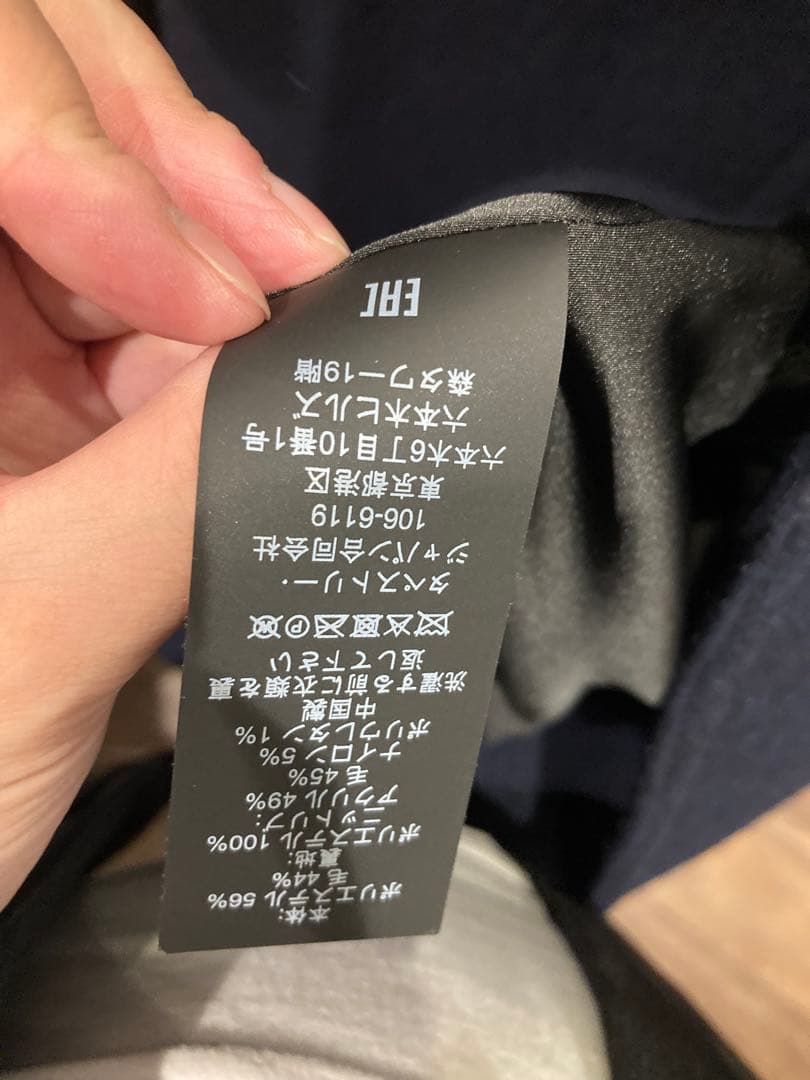 本体:
ポリエステル 56%
毛 44%
裏地:
ポリエステル 100%
ニットリブ:
アクリル 49%
毛 45%
ナイロン 5%
ポリウレタン 1%
中国製
洗濯する前に衣類を裏
返して下さい
P W
タペストリー・
ジャパン合同会社
106-6119
東京都港区
六本木6丁目10番1号
六本木ヒルズ
森タワー19階
EAC